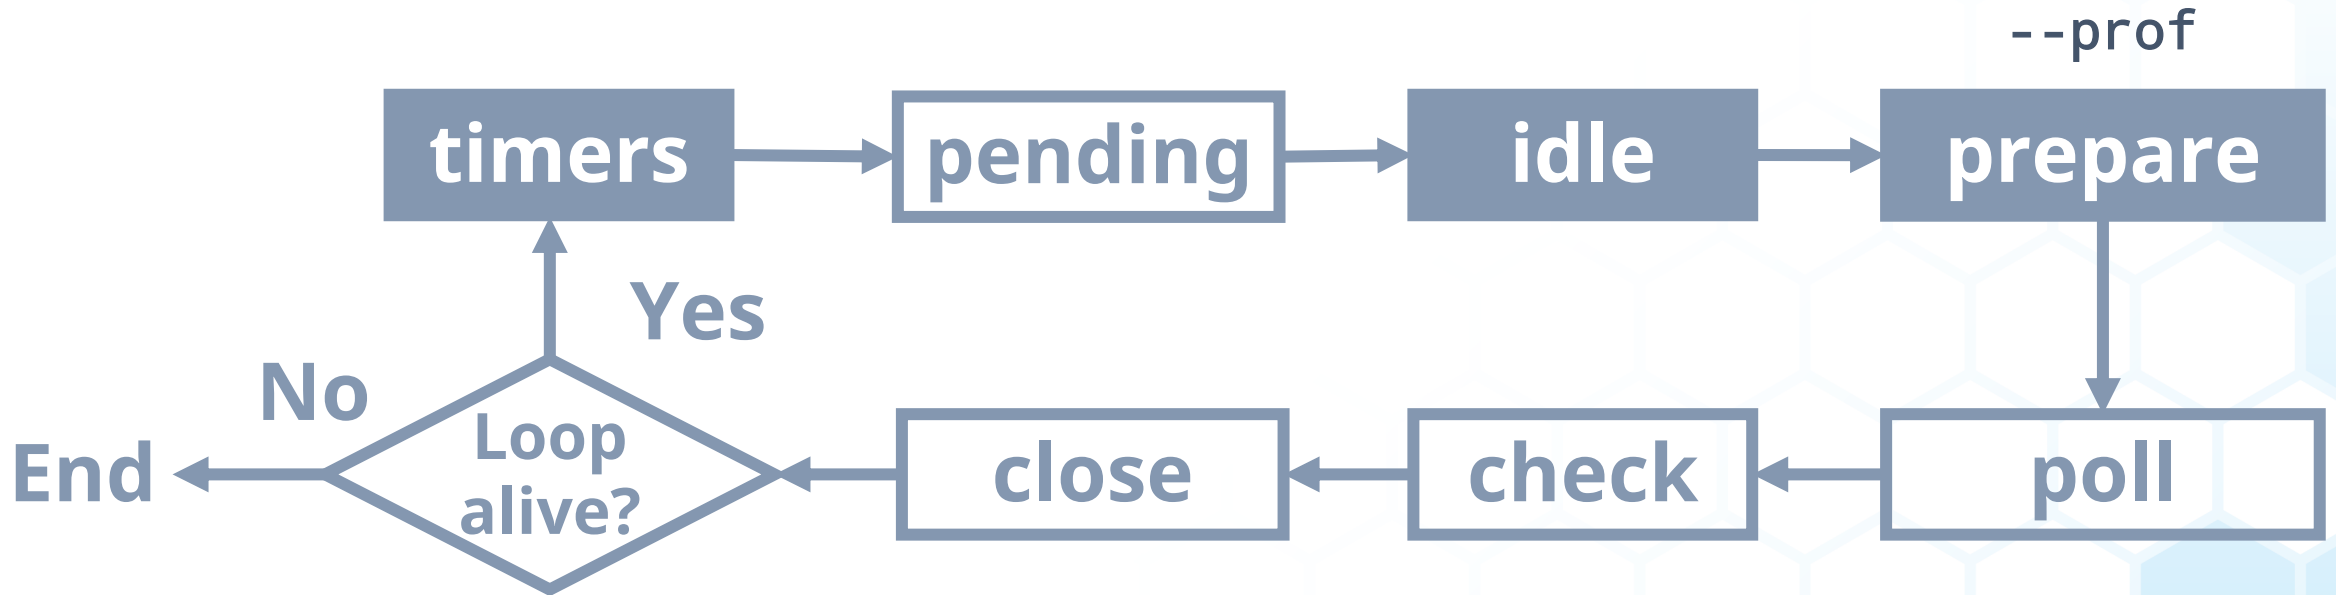 --prof
timers
pending
idle
prepare
Yes
No
Loop
alive?
End
close
check
poll